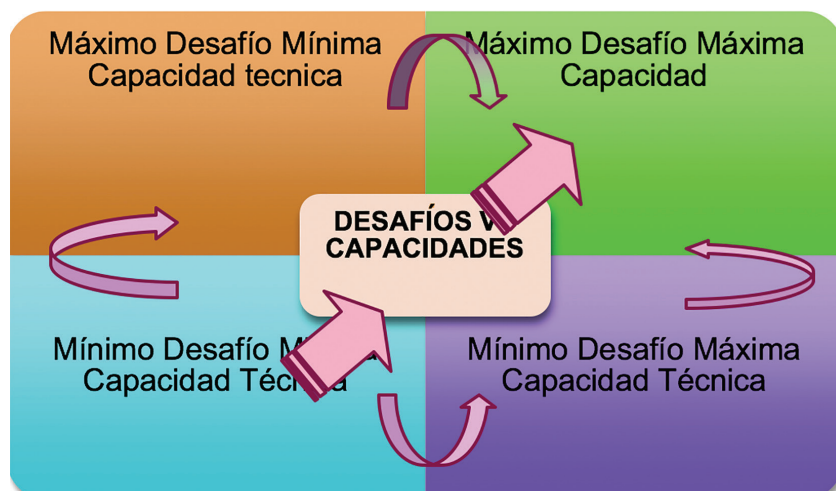 Máximo Desafío Mínima
Capacidad tecnica
Máximo Desafío Máxima
Capacidad
DESAFÍOS
CAPACIDADES
Mínimo Desafío
Capacidad
Mínimo Desafío Máxima
Capacidad Técnica